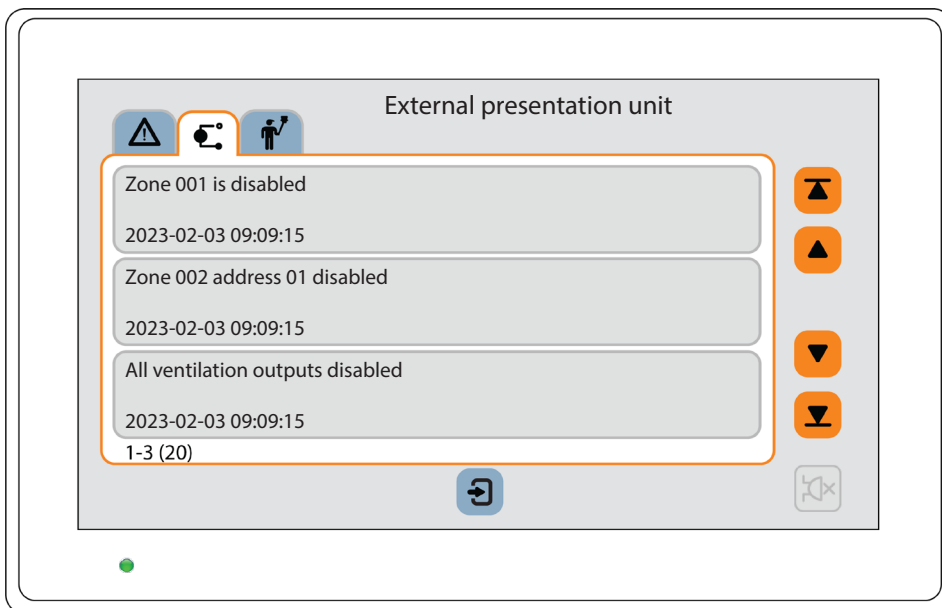 External presentation unit
Zone 001 is disabled
2023-02-03 09:09:15
Zone 002 address 01 disabled
2023-02-03 09:09:15
All ventilation outputs disabled
2023-02-03 09:09:15
1-3 (20)